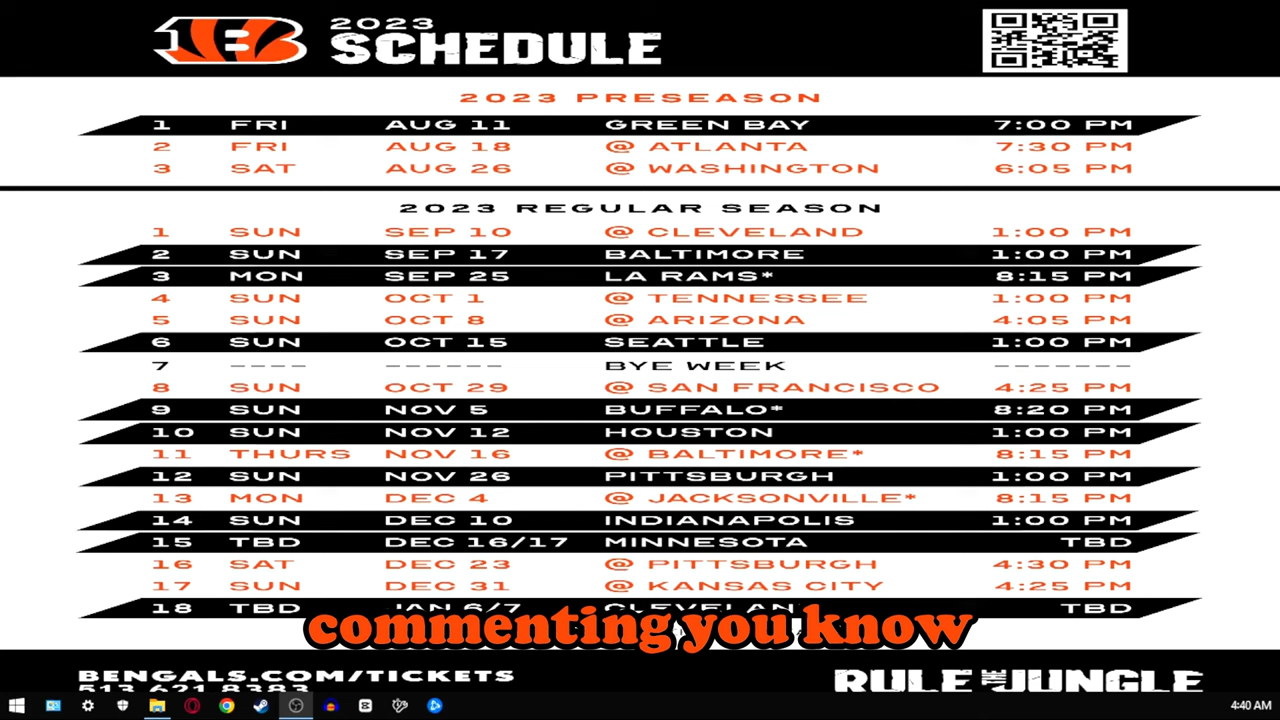 2023
SCHEDULE
2023 PRESEASON
1 FRI AUG 11 GREEN BAY 7:00 PM
2 FRI AUG 18 @ ATLANTA 7:30 PM
3 SAT AUG 26 @ WASHINGTON 6:05 PM
2023 REGULAR SEASON
1 SUN SEP 10 @ CLEVELAND 1:00 PM
2 SUN SEP 17 BALTIMORE 1:00 PM
3 MON SEP 25 LA RAMS* 8:15 PM
4 SUN OCT 1 @ TENNESSEE 1:00 PM
5 SUN OCT 8 @ ARIZONA 4:05 PM
6 SUN OCT 15 SEATTLE 1:00 PM
7 ---- ------ BYE WEEK -------
8 SUN OCT 29 @ SAN FRANCISCO 4:25 PM
9 SUN NOV 5 BUFFALO* 8:20 PM
10 SUN NOV 12 HOUSTON 1:00 PM
11 THURS NOV 16 @ BALTIMORE* 8:15 PM
12 SUN NOV 26 PITTSBURGH 1:00 PM
13 MON DEC 4 @ JACKSONVILLE* 8:15 PM
14 SUN DEC 10 INDIANAPOLIS 1:00 PM
15 TBD DEC 16/17 MINNESOTA TBD
16 SAT DEC 23 @ PITTSBURGH 4:30 PM
17 SUN DEC 31 @ KANSAS CITY 4:25 PM
18 TBD JAN 6/7 CLEVELAND TBD
commenting you know
BENGALS.COM/TICKETS
513.621.8383
RULE THE JUNGLE
4:40 AM